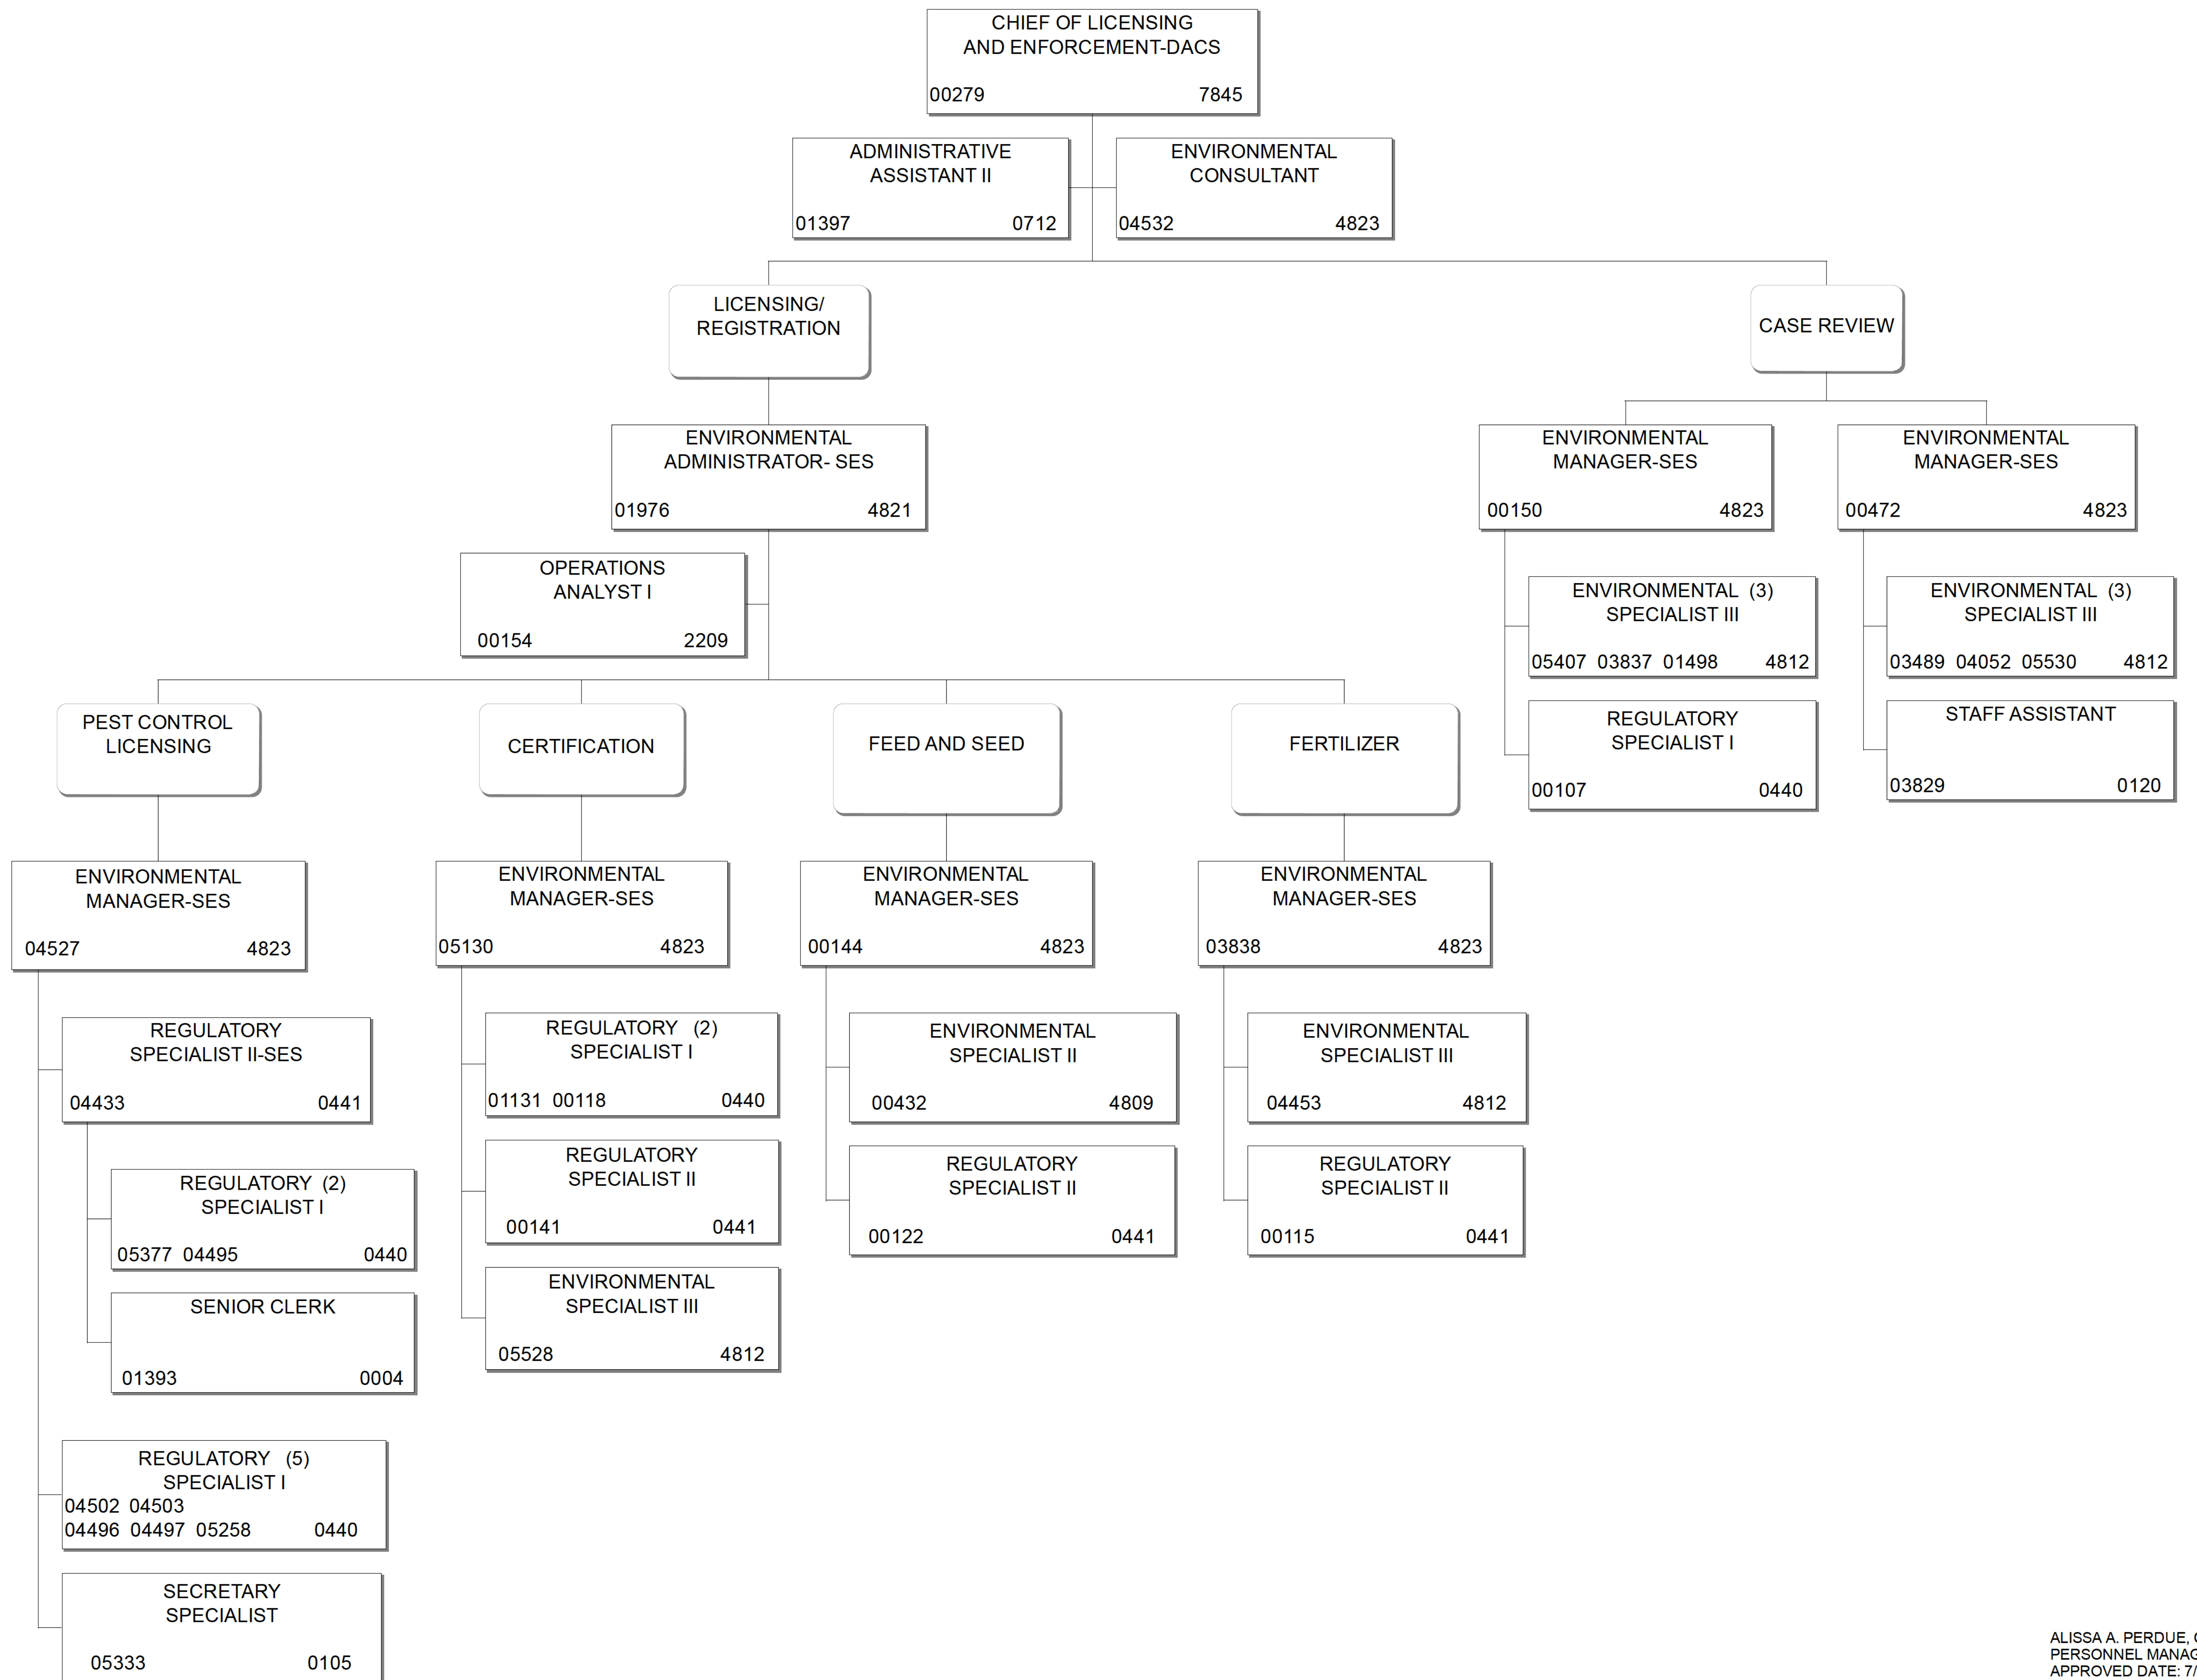 CHIEF OF LICENSING
AND ENFORCEMENT-DACS
00279 7845
ADMINISTRATIVE
ASSISTANT II
01397 0712
ENVIRONMENTAL
CONSULTANT
04532 4823
LICENSING/
REGISTRATION
CASE REVIEW
ENVIRONMENTAL
ADMINISTRATOR- SES
01976 4821
ENVIRONMENTAL
MANAGER-SES
00150 4823
ENVIRONMENTAL
MANAGER-SES
00472 4823
OPERATIONS
ANALYST I
00154 2209
ENVIRONMENTAL (3)
SPECIALIST III
05407 03837 01498 4812
ENVIRONMENTAL (3)
SPECIALIST III
03489 04052 05530 4812
REGULATORY
SPECIALIST I
00107 0440
STAFF ASSISTANT
03829 0120
PEST CONTROL
LICENSING
CERTIFICATION
FEED AND SEED
FERTILIZER
ENVIRONMENTAL
MANAGER-SES
04527 4823
ENVIRONMENTAL
MANAGER-SES
05130 4823
ENVIRONMENTAL
MANAGER-SES
00144 4823
ENVIRONMENTAL
MANAGER-SES
03838 4823
REGULATORY
SPECIALIST II-SES
04433 0441
REGULATORY (2)
SPECIALIST I
05377 04495 0440
SENIOR CLERK
01393 0004
REGULATORY (5)
SPECIALIST I
04502 04503
04496 04497 05258 0440
SECRETARY
SPECIALIST
05333 0105
REGULATORY (2)
SPECIALIST I
01131 00118 0440
REGULATORY
SPECIALIST II
00141 0441
ENVIRONMENTAL
SPECIALIST III
05528 4812
ENVIRONMENTAL
SPECIALIST II
00432 4809
REGULATORY
SPECIALIST II
00122 0441
ENVIRONMENTAL
SPECIALIST III
04453 4812
REGULATORY
SPECIALIST II
00115 0441
ALISSA A. PERDUE,
PERSONNEL
APPROVED DATE: 7/